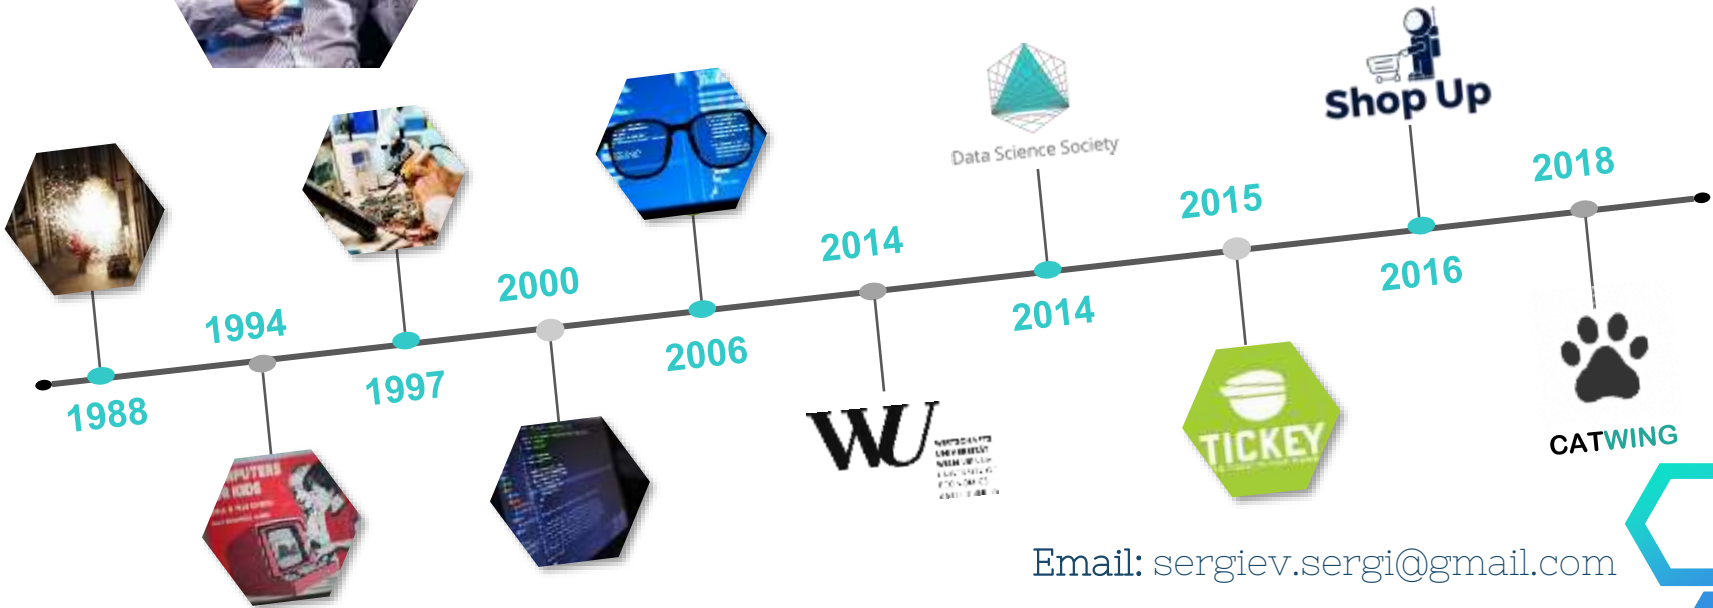 Data Science Society
Shop Up
2018
2015
2014
2000
1994
2016
2014
2006
1997
1988
WU
TICKEY
CATWING
Email: sergiev.sergi@gmail.com